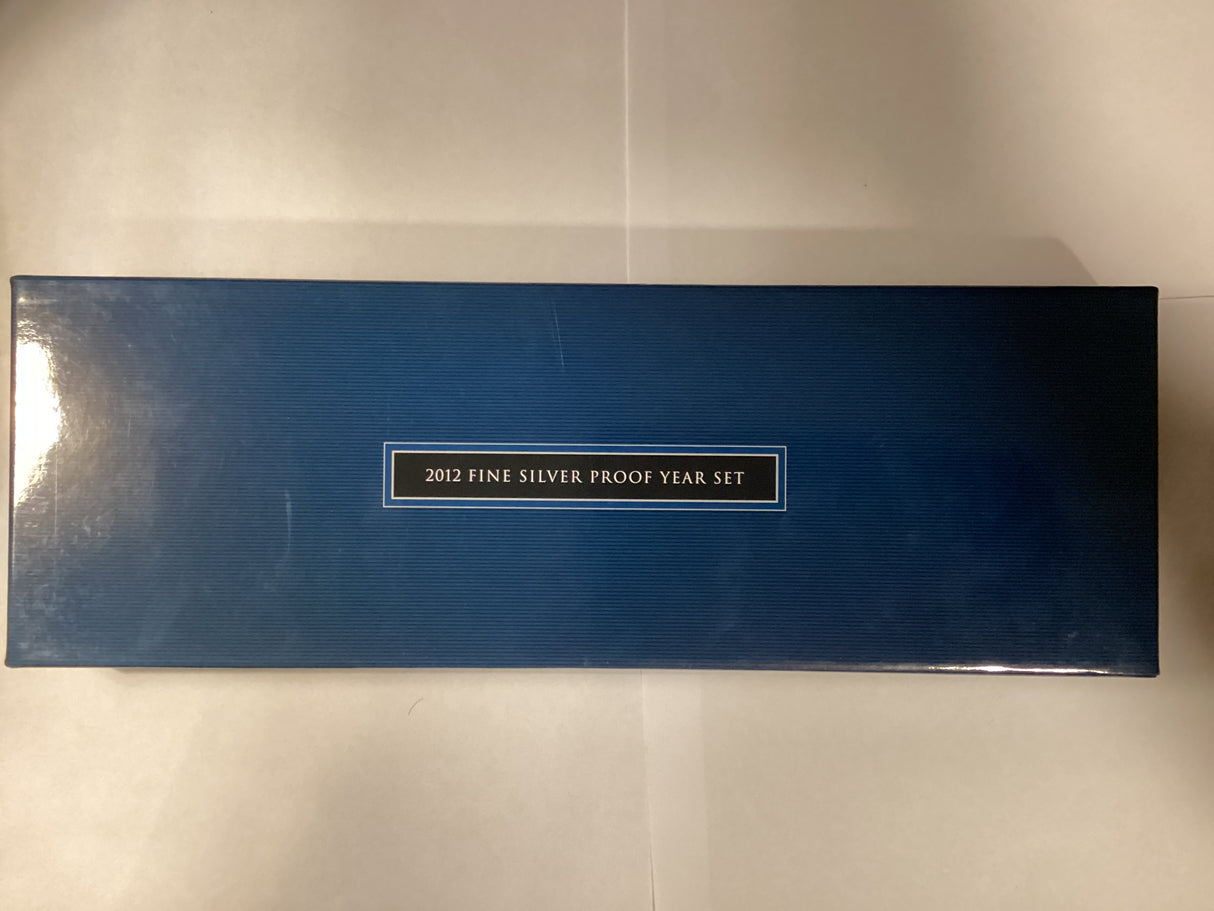 2012 FINE SILVER PROOF YEAR SET